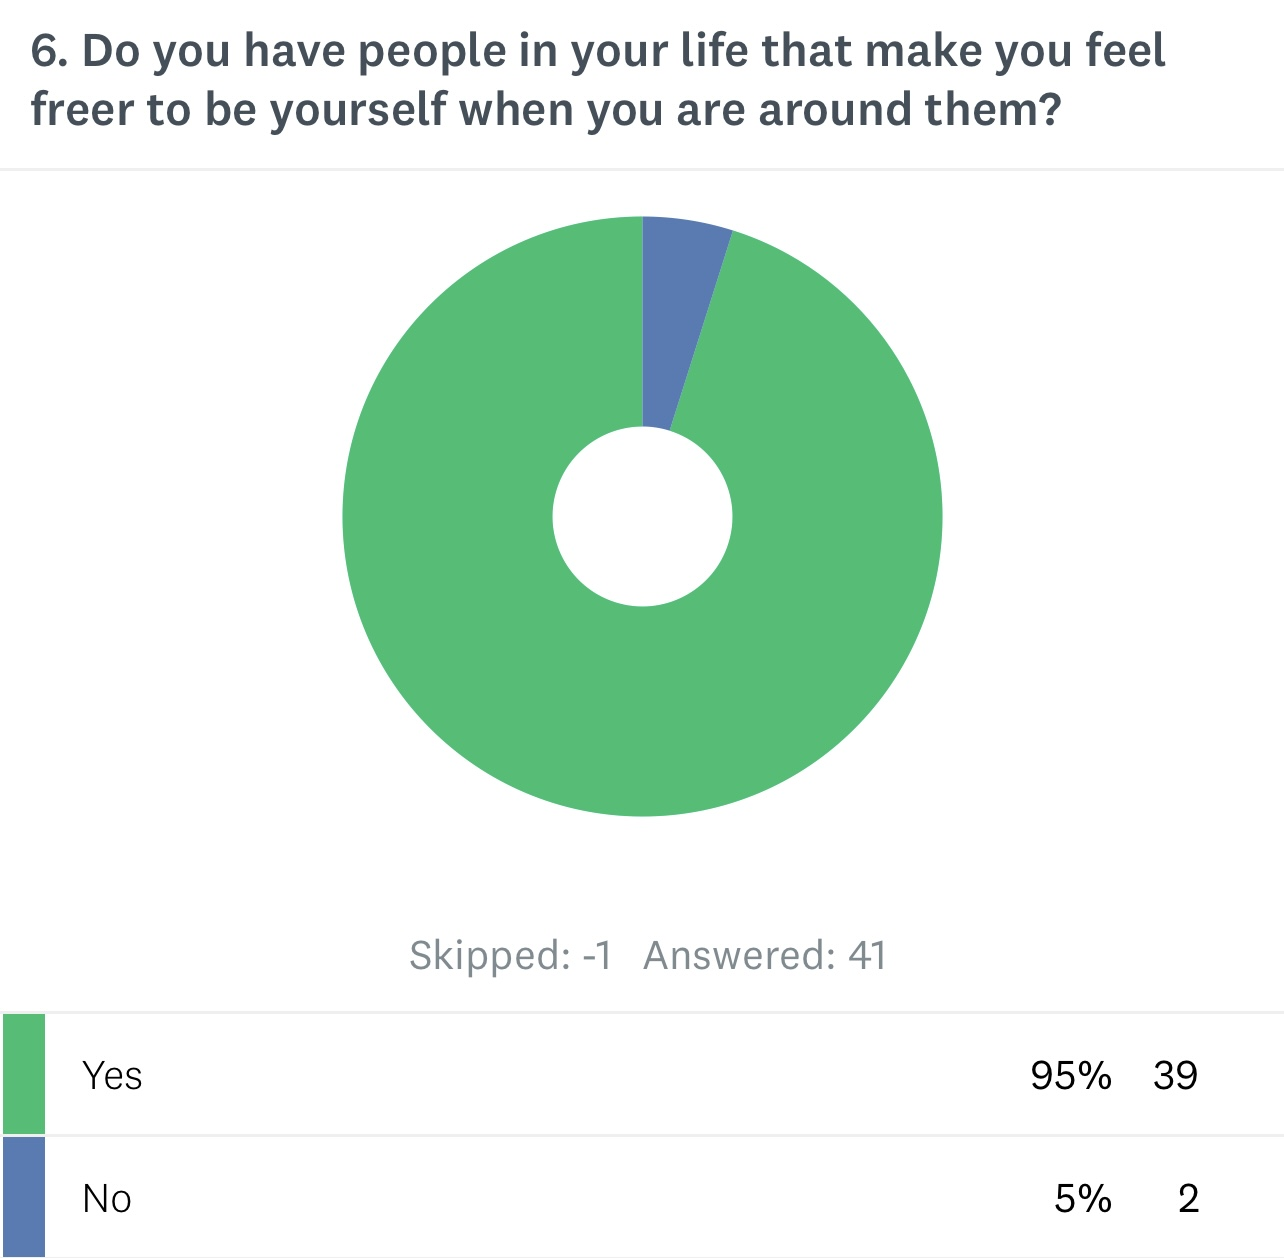 6. Do you have people in your life that make you feel
freer to be yourself when you are around them?
Skipped: -1 Answered: 41
Yes 95% 39
No 5% 2